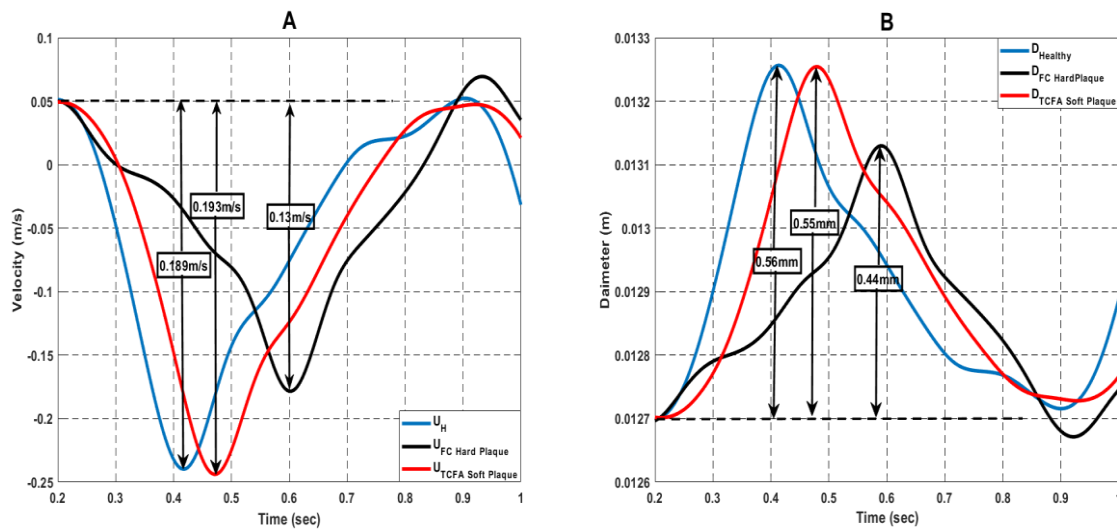 A
0.1
0.05
0
-0.05
-0.1
-0.15
-0.2
-0.25
Velocity (m/s)
0.193m/s
0.13m/s
0.189m/s
U_H
U_FC Hard Plaque
U_TCFA Soft Plaque
0.2 0.3 0.4 0.5 0.6 0.7 0.8 0.9 1
Time (sec)
B
0.0133
0.0132
0.0131
0.013
0.0129
0.0128
0.0127
0.0126
Daimeter (m)
D_Healthy
D_FC HardPlaque
D_TCFA Soft Plaque
0.55mm
0.56mm
0.44mm
0.2 0.3 0.4 0.5 0.6 0.7 0.8 0.9 1
Time (sec)